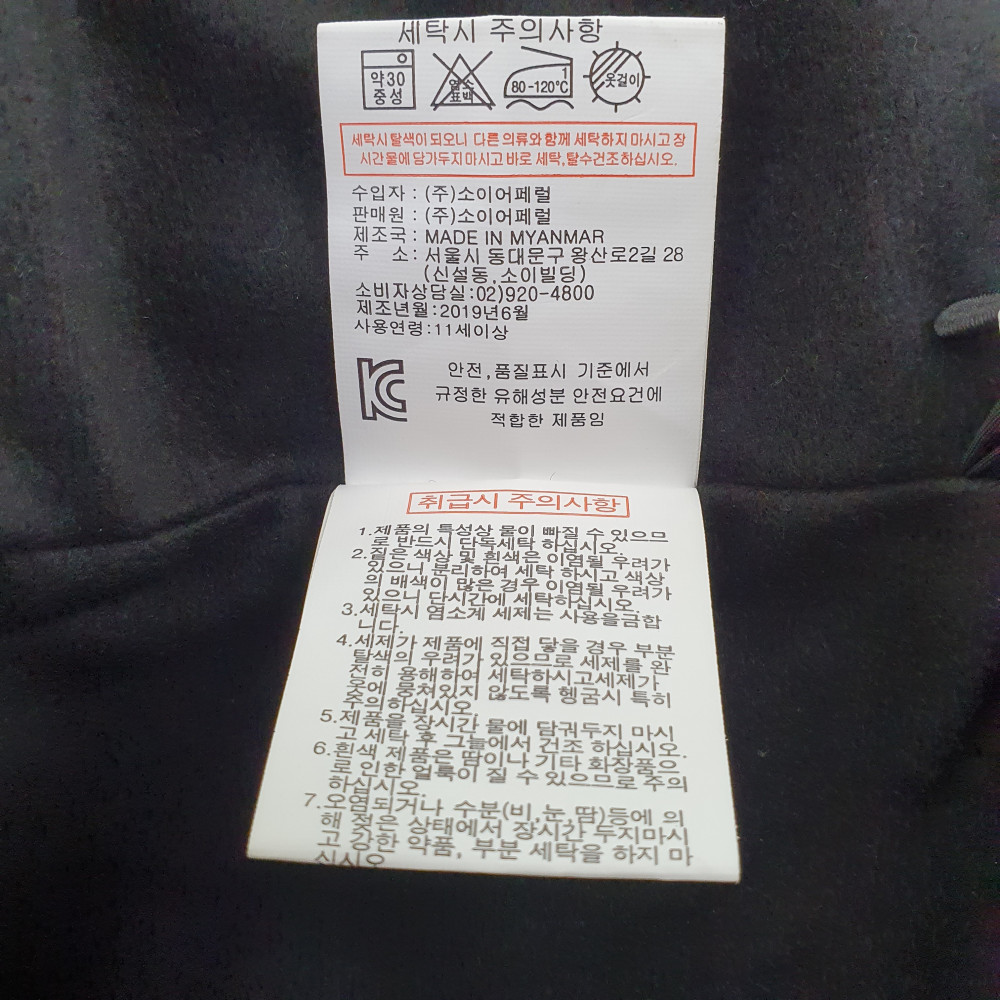 세탁시 주의사항
약30
중성
염소
표백
1
80-120℃
옷걸이
세탁시 탈색이 되오니 다른 의류와 함께 세탁하지 마시고 장
시간 물에 담가두지 마시고 바로 세탁,탈수건조하십시오.
수입자 : (주)소이어페럴
판매원 : (주)소이어페럴
제조국 : MADE IN MYANMAR
주 소 : 서울시 동대문구 왕산로2길 28
(신설동,소이빌딩)
소비자상담실:02)920-4800
제조년월:2019년6월
사용연령:11세이상
안전,품질표시 기준에서
규정한 유해성분 안전요건에
적합한 제품임
취급시 주의사항
1.제품의 특성상 물이 빠질 수 있으므
로 반드시 단독세탁 하십시오.
2.짙은 색상 및 흰색은 이염될 우려가
있으니 분리하여 세탁 하시고 색상
의 배색이 많은 경우 이염될 우려가
있으니 단시간에 세탁하십시오.
3.세탁시 염소계 세제는 사용을금합
니다.
4.세제가 제품에 직접 닿을 경우 부분
탈색의 우려가 있으므로 세제를 완
전히 용해하여 세탁하시고세제가
옷에 뭉쳐있지 않도록 헹굼시 특히
주의하십시오.
5.제품을 장시간 물에 담궈두지 마시
고 세탁 후 그늘에서 건조 하십시오.
6.흰색 제품은 땀이나 기타 화장품으
로 인한 얼룩이 질 수 있으므로 주의
하십시오.
7.오염되거나 수분(비,눈,땀)등에 의
해 젖은 상태에서 장시간 두지마시
고 강한 약품, 부분 세탁을 하지 마
십시오